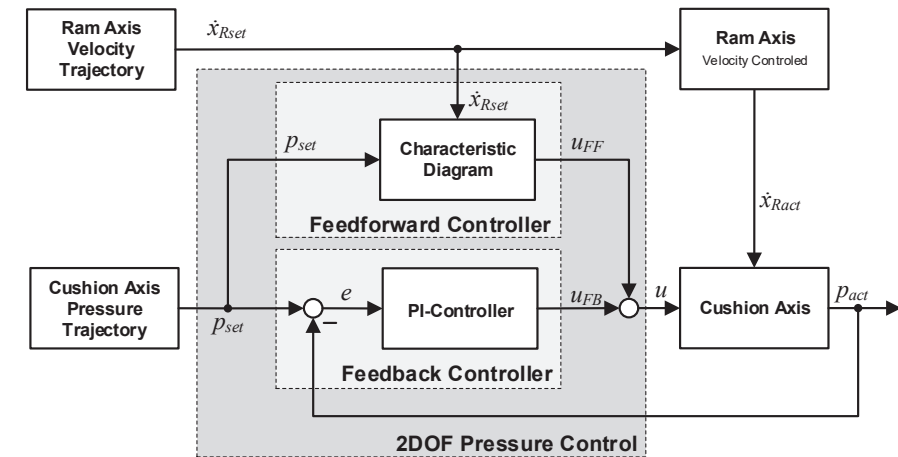 Ram Axis
Velocity
Trajectory
ẋRset
Ram Axis
Velocity Controled
ẋRset
pset
Characteristic
Diagram
uFF
Feedforward Controller
ẋRact
Cushion Axis
Pressure
Trajectory
pset
e
−
PI-Controller
uFB
u
Cushion Axis
pact
Feedback Controller
2DOF Pressure Control